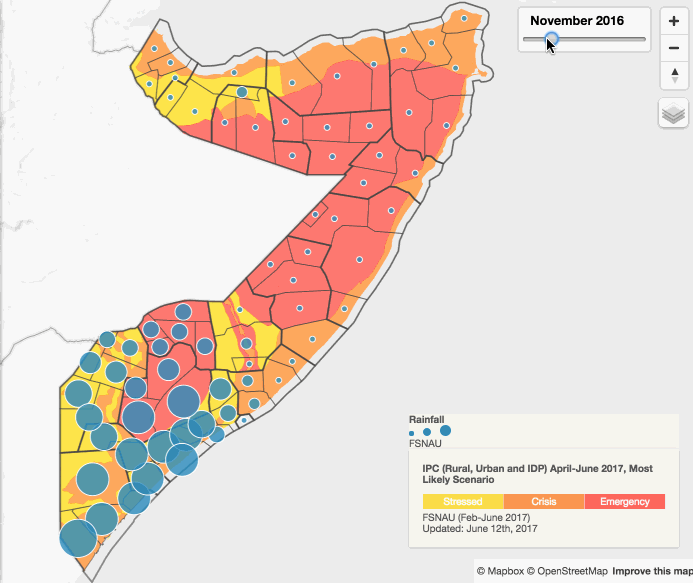 November 2016
Rainfall
FSNAU
IPC (Rural, Urban and IDP) April-June 2017, Most
Likely Scenario
Stressed Crisis Emergency
FSNAU (Feb-June 2017)
Updated: June 12th, 2017
© Mapbox © OpenStreetMap Improve this map